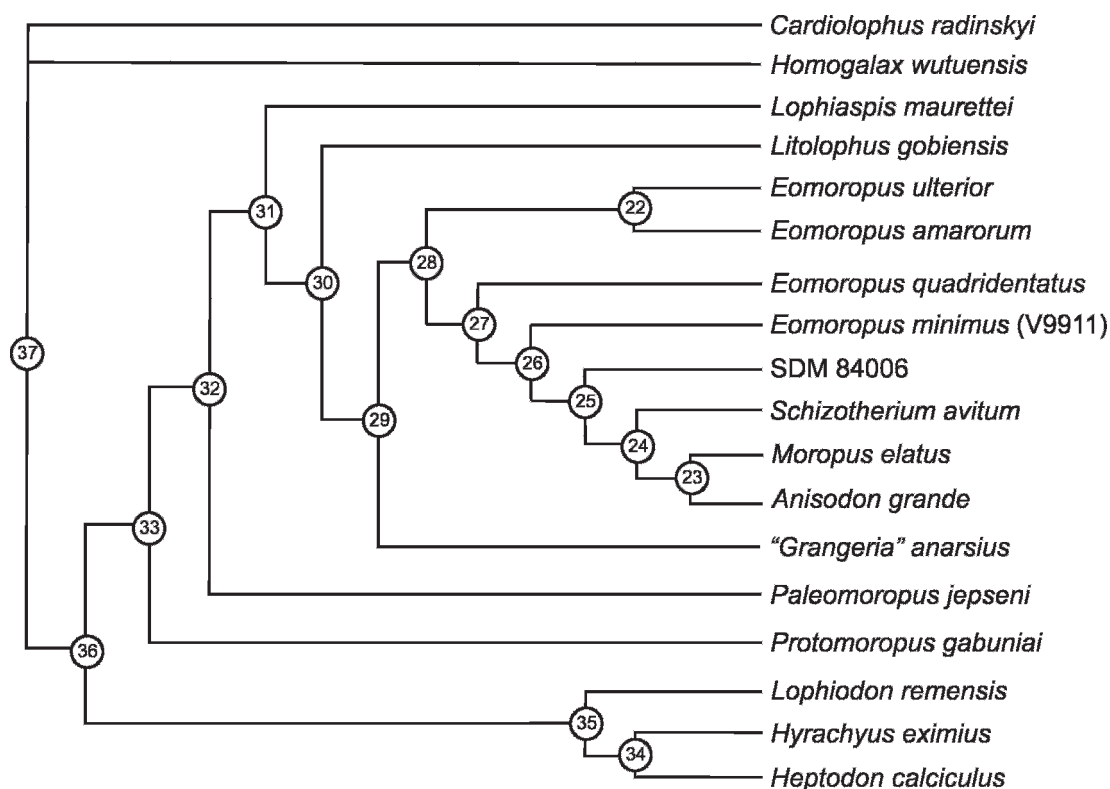 Cardiolophus radinskyi
Homogalax wutuensis
Lophiaspis maurettei
Litolophus gobiensis
Eomoropus ulterior
22
31
Eomoropus amarorum
28
30
Eomoropus quadridentatus
27
Eomoropus minimus (V9911)
37
26
SDM 84006
32
25
Schizotherium avitum
29
24
Moropus elatus
23
Anisodon grande
33
“Grangeria” anarsius
Paleomoropus jepseni
36
Protomoropus gabuniai
Lophiodon remensis
35
Hyrachyus eximius
34
Heptodon calciculus